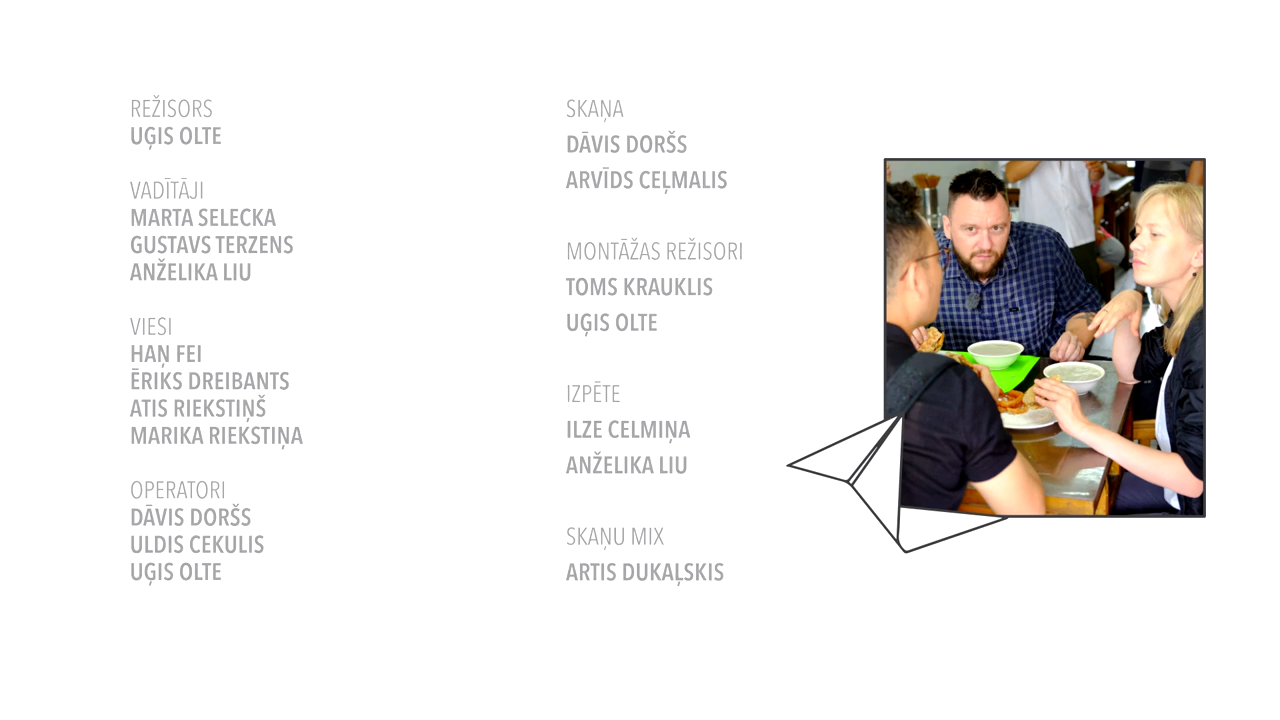 REŽISORS
UĢIS OLTE
VADĪTĀJI
MARTA SELECKA
GUSTAVS TERZENS
ANŽELIKA LIU
VIESI
HAŅ FEI
ĒRIKS DREIBANTS
ATIS RIEKSTIŅŠ
MARIKA RIEKSTIŅA
OPERATORI
DĀVIS DORŠS
ULDIS CEKULIS
UĢIS OLTE
SKAŅA
DĀVIS DORŠS
ARVĪDS CEĻMALIS
MONTĀŽAS REŽISORI
TOMS KRAUKLIS
UĢIS OLTE
IZPĒTE
ILZE CELMIŅA
ANŽELIKA LIU
SKAŅU MIX
ARTIS DUKAĻSKIS